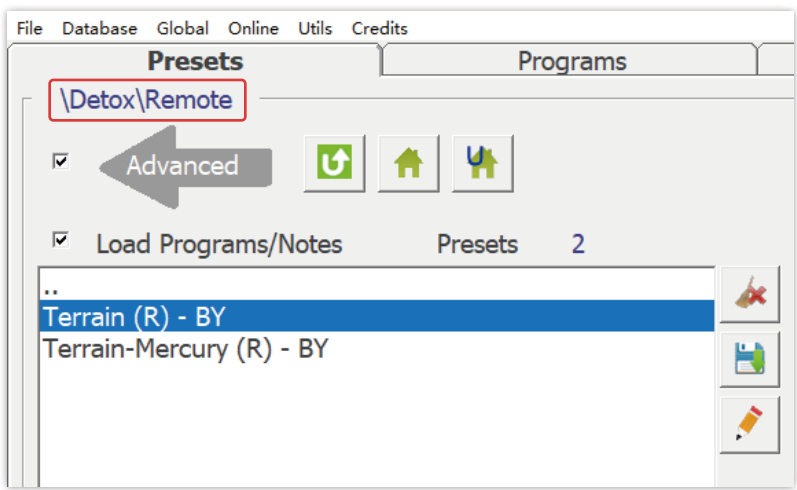 File Database Global Online Utils Credits
Presets Programs
\Detox\Remote
Advanced
U
Load Programs/Notes Presets 2
..
Terrain (R) - BY
Terrain-Mercury (R) - BY